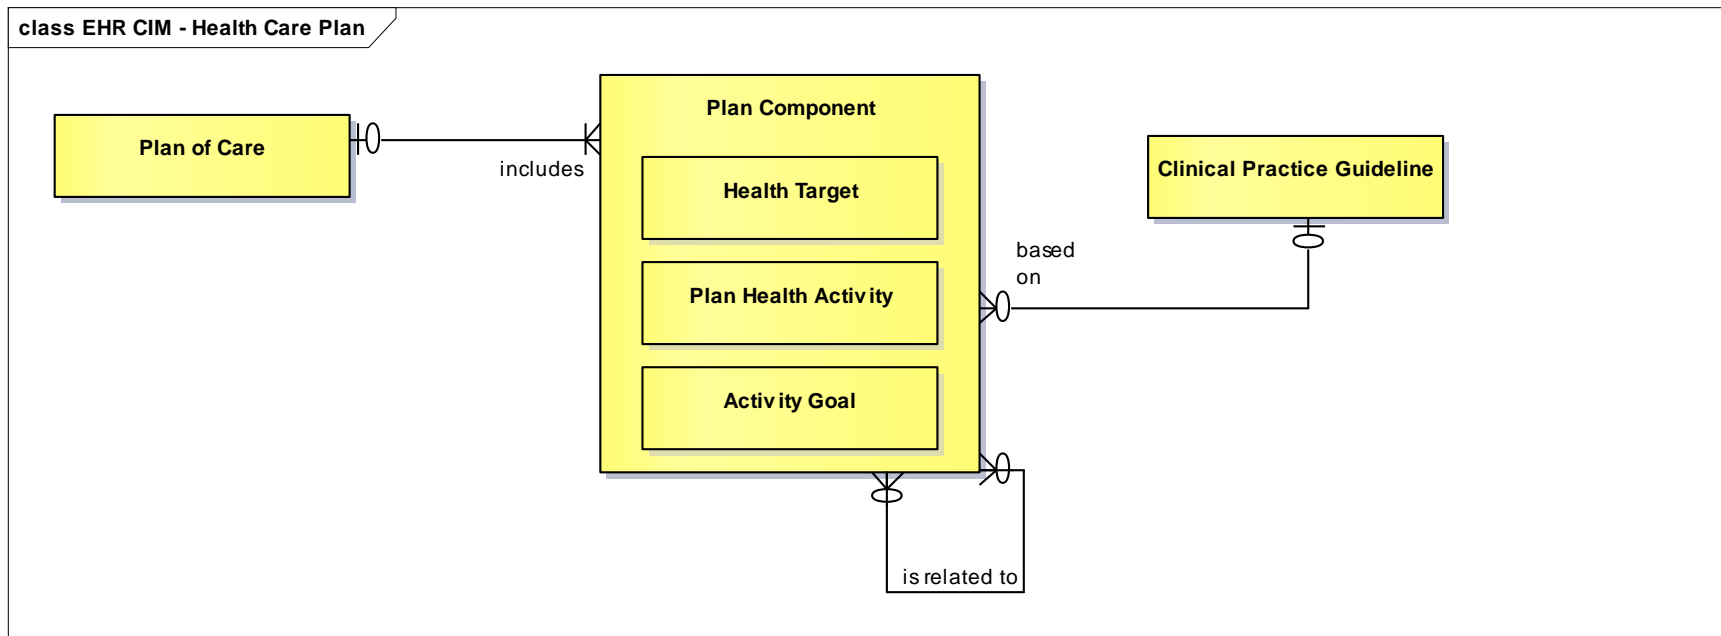 class EHR CIM - Health Care Plan
Plan Component
Plan of Care
includes
Health Target
Clinical Practice Guideline
based
on
Plan Health Activity
Activity Goal
is related to